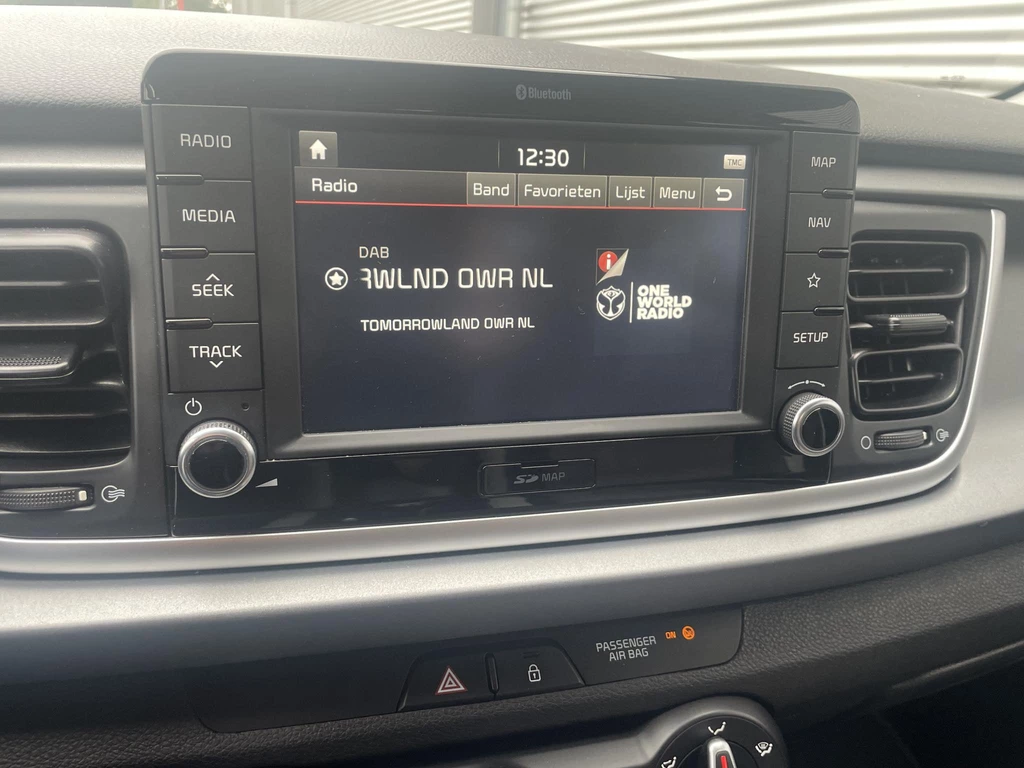 Bluetooth
RADIO
MEDIA
SEEK
TRACK
12:30
TMC
Radio
Band
Favorieten
Lijst
Menu
DAB
RWLND OWR NL
TOMORROWLAND OWR NL
i
ONE
WORLD
RADIO
MAP
NAV
SETUP
SD MAP
PASSENGER
AIR BAG
ON